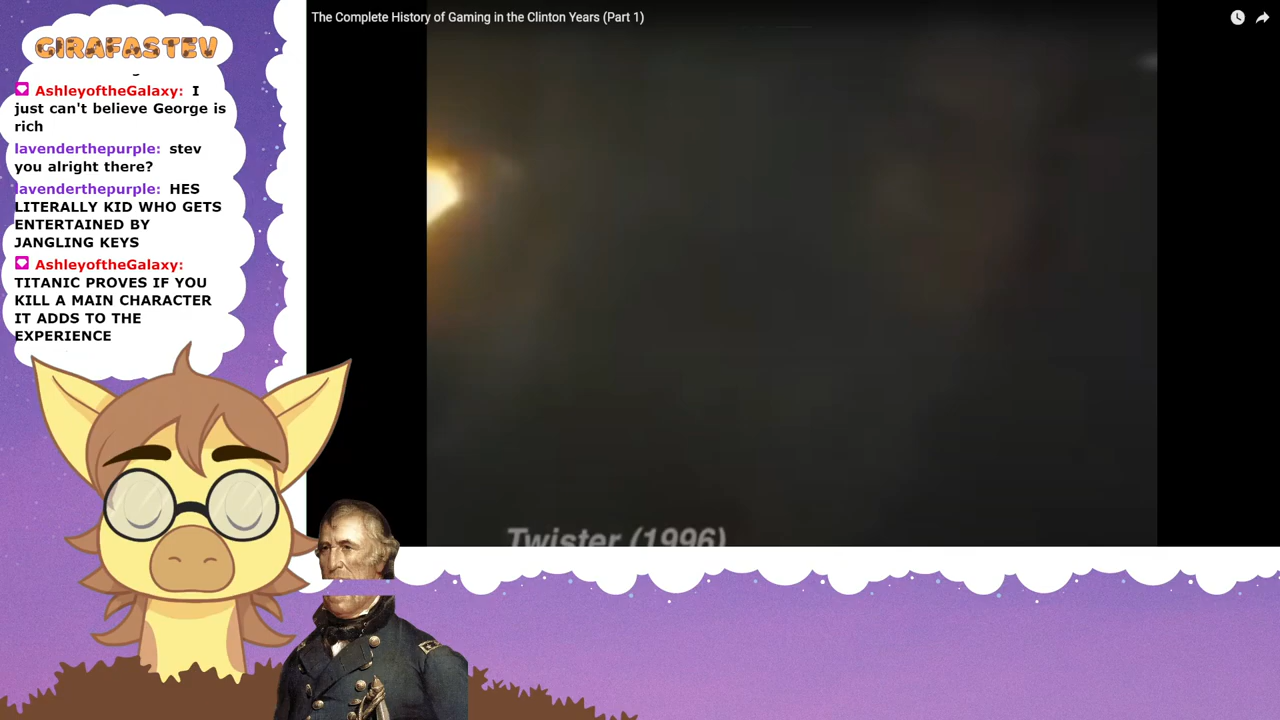 GIRAFASTEV
AshleyoftheGalaxy: I
just can't believe George is
rich
lavenderthepurple: stev
you alright there?
lavenderthepurple: HES
LITERALLY KID WHO GETS
ENTERTAINED BY
JANGLING KEYS
AshleyoftheGalaxy:
TITANIC PROVES IF YOU
KILL A MAIN CHARACTER
IT ADDS TO THE
EXPERIENCE
The Complete History of Gaming in the Clinton Years (Part 1)
Twister (1996)